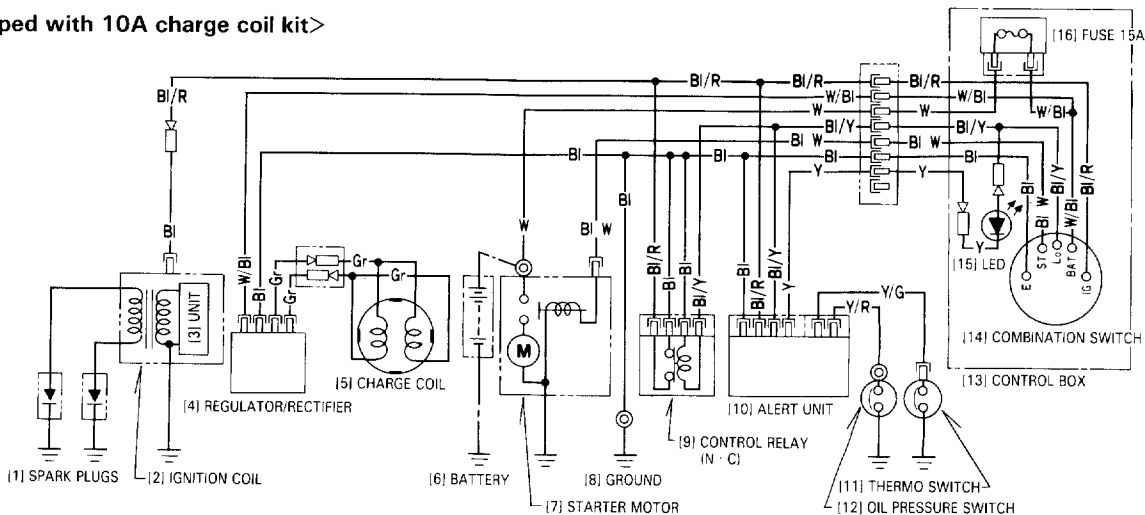 ped with 10A charge coil kit>
[16] FUSE 15A
Bl/R
Bl/R
Bl/R
Bl/R
W/Bl
W/Bl
W/Bl
W
W
Bl/Y
Bl/Y
Bl W
Bl W
Bl
Bl
Bl
Bl
Y
Y
Bl
W/Bl
Bl
Gr
Gr
Gr
Gr
W
Bl W
Bl
Bl/R
Bl
Bl
Bl/Y
Bl
Bl/R
Bl/Y
Y
Y/R
Y/G
Y
[15] LED
Bl
Bl W
Bl/Y
W/Bl
Bl/R
E
ST
Lo
BAT
IG
[3] UNIT
M
[14] COMBINATION SWITCH
[13] CONTROL BOX
[5] CHARGE COIL
[4] REGULATOR/RECTIFIER
[10] ALERT UNIT
[9] CONTROL RELAY
(N · C)
[1] SPARK PLUGS
[2] IGNITION COIL
[6] BATTERY
[8] GROUND
[7] STARTER MOTOR
[11] THERMO SWITCH
[12] OIL PRESSURE SWITCH